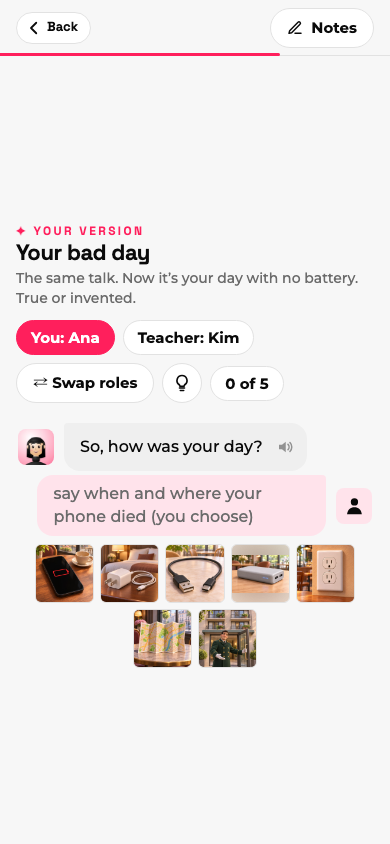 Back
Notes
YOUR VERSION
Your bad day
The same talk. Now it's your day with no battery.
True or invented.
You: Ana
Teacher: Kim
Swap roles
0 of 5
So, how was your day?
say when and where your
phone died (you choose)